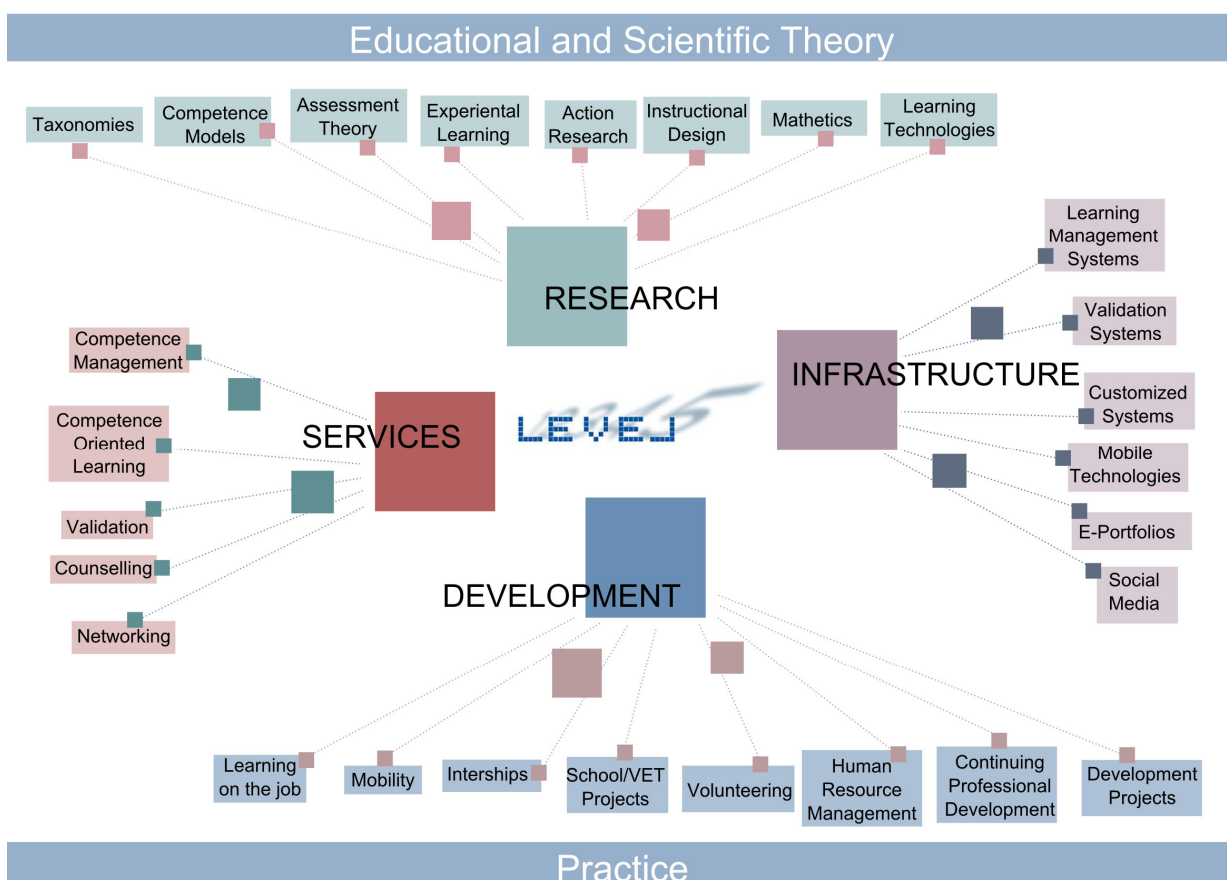 Educational and Scientific Theory
Taxonomies
Competence
Models
Assessment
Theory
Experiential
Learning
Action
Research
Instructional
Design
Mathetics
Learning
Technologies
RESEARCH
Learning
Management
Systems
Validation
Systems
INFRASTRUCTURE
Customized
Systems
Mobile
Technologies
E-Portfolios
Social
Media
Competence
Management
Competence
Oriented
Learning
SERVICES
Validation
Counselling
Networking
LEVEL
5
DEVELOPMENT
Learning
on the job
Mobility
Interships
School/VET
Projects
Volunteering
Human
Resource
Management
Continuing
Professional
Development
Development
Projects
Practice